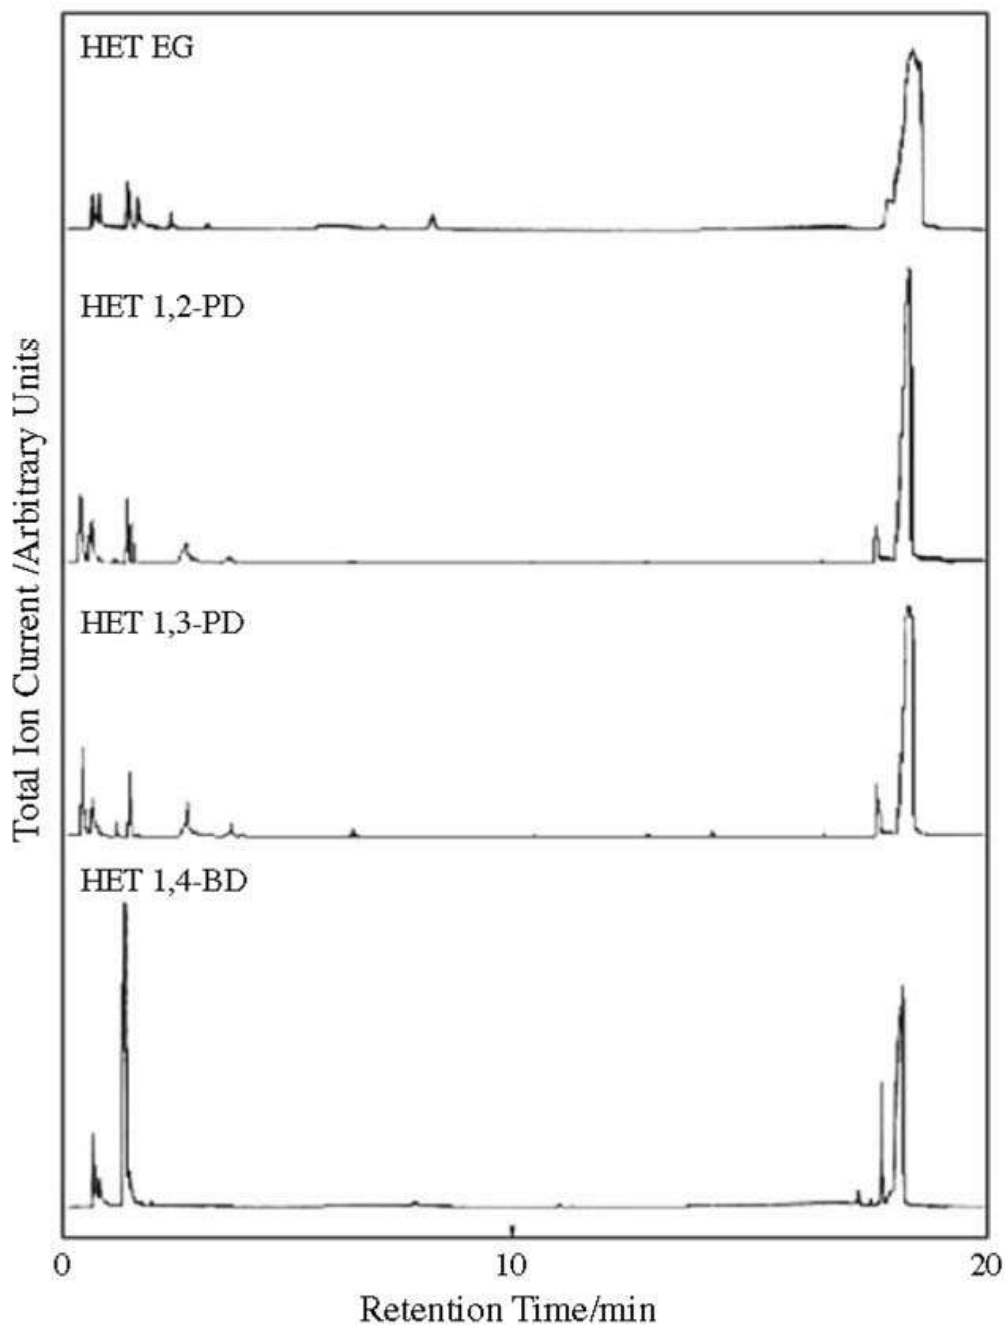 HET EG
HET 1,2-PD
HET 1,3-PD
HET 1,4-BD
Total Ion Current /Arbitrary Units
0
10
20
Retention Time/min